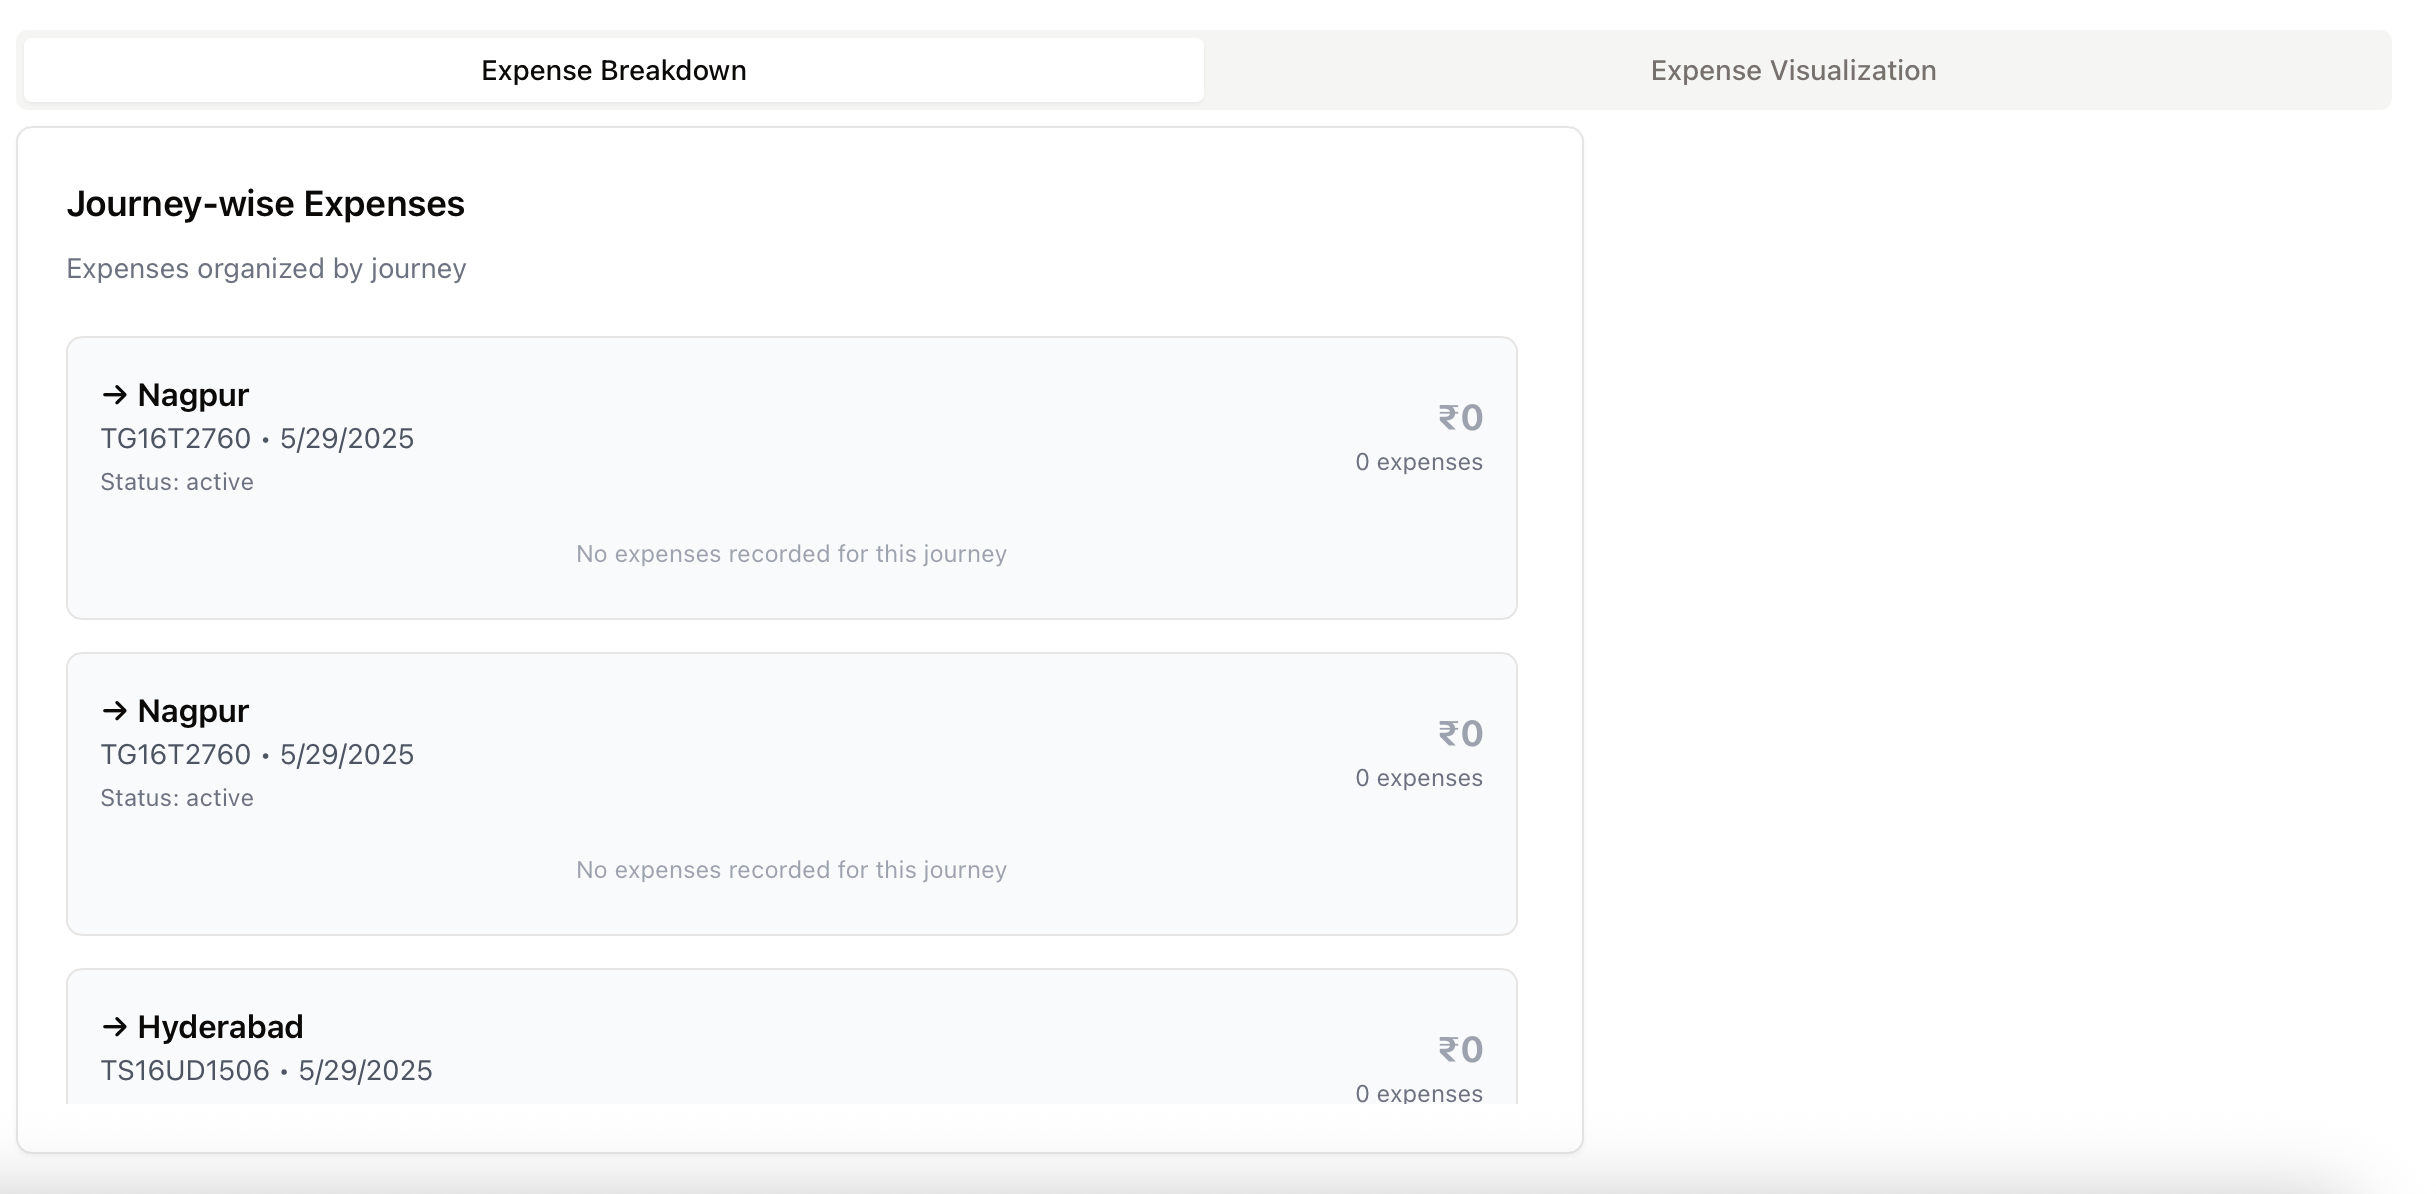 Expense Breakdown
Expense Visualization
Journey-wise Expenses
Expenses organized by journey
→ Nagpur
TG16T2760 • 5/29/2025
Status: active
₹0
0 expenses
No expenses recorded for this journey
→ Nagpur
TG16T2760 • 5/29/2025
Status: active
₹0
0 expenses
No expenses recorded for this journey
→ Hyderabad
TS16UD1506 • 5/29/2025
₹0
0 expenses